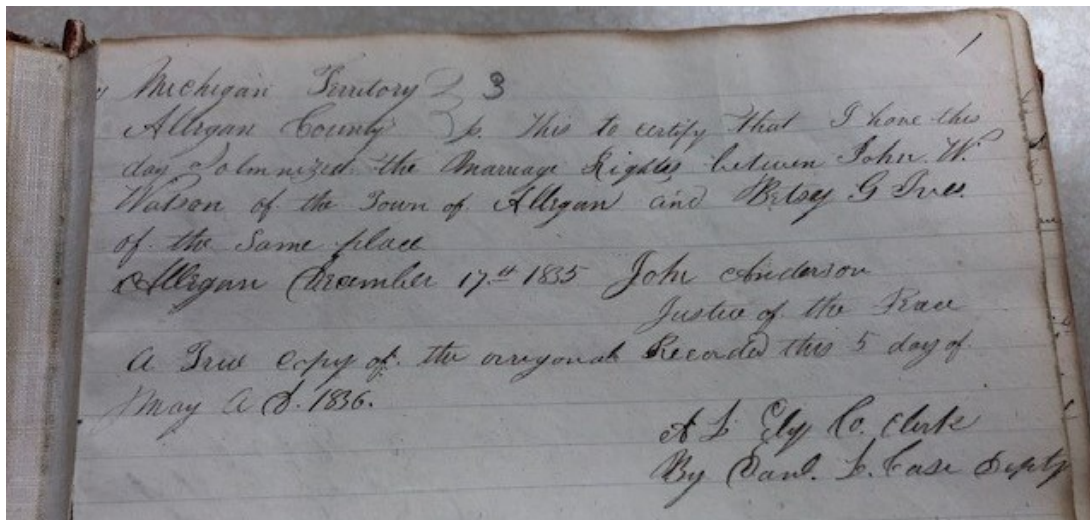 1
Michigan Territory } 3
Allegan County } ss. This to certify that I have this
day Solmnized the Marriage Rights between John W.
Watson of the Town of Allegan and Betsey G Ives.
of the Same place
Allegan December 17th 1835 John Anderson
Justice of the Peace
A True Copy of the orrygonal Recorded this 5 day of
May A D. 1836.
A L Ely Co. Clerk
By Danl. L. Case Depty